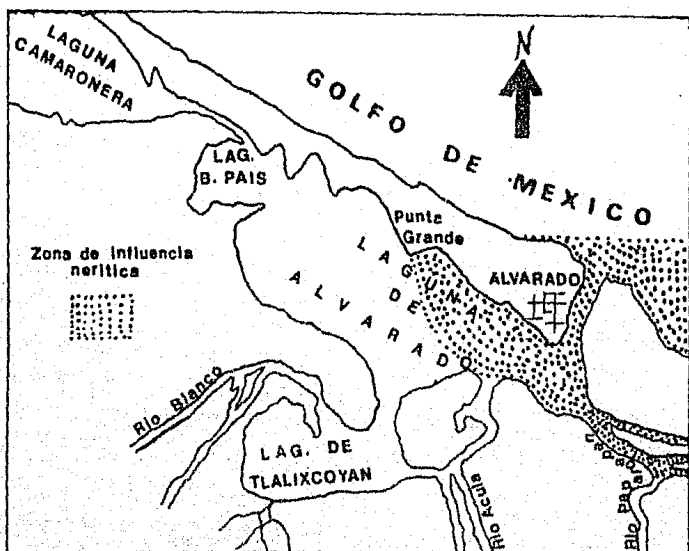 LAGUNA
CAMARONERA
N
GOLFO DE MEXICO
LAG.
B. PAIS
Punta
Grande
Zona de Influencia
nerítica
LAGUNA
DE
ALVARADO
ALVARADO
Río Blanco
LAG. DE
TLALIXCOYAN
Río Acula
Río